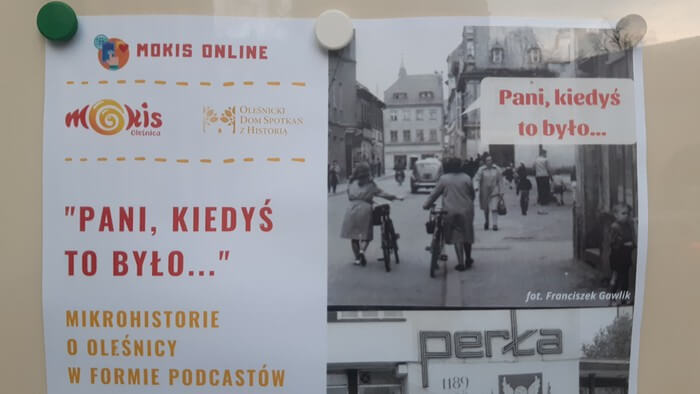 MOKIS ONLINE
mokis
Oleśnica
Oleśnicki
Dom Spotkań
z Historią
"PANI, KIEDYŚ
TO BYŁO..."
MIKROHISTORIE
O OLEŚNICY
W FORMIE PODCASTÓW
Pani, kiedyś
to było...
fot. Franciszek Gawlik
perła
1189